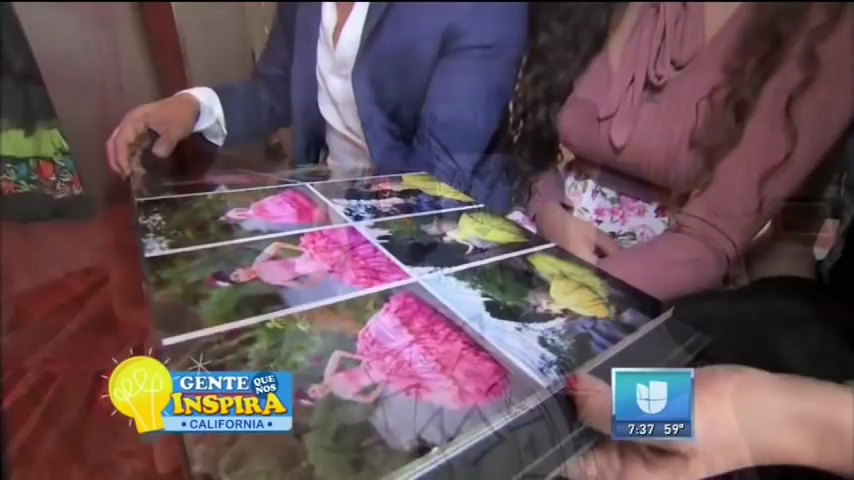 GENTE QUE NOS
INSPIRA
• CALIFORNIA •
7:37 59°